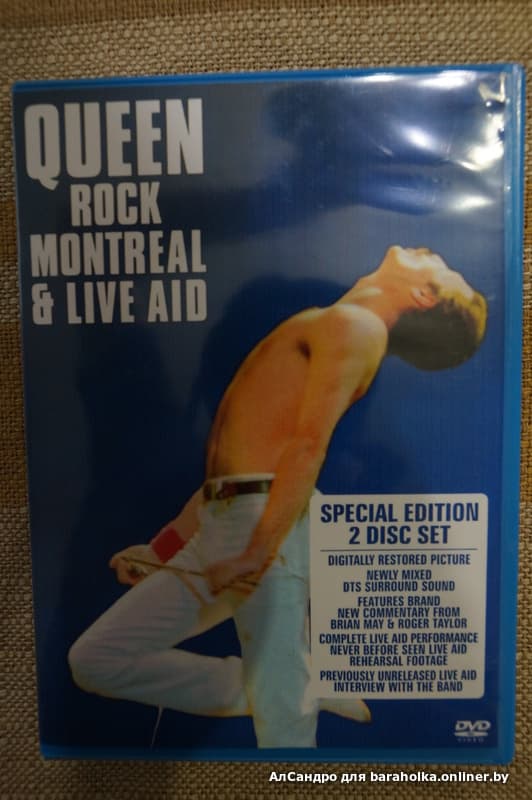 QUEEN
ROCK
MONTREAL
& LIVE AID
SPECIAL EDITION
2 DISC SET
DIGITALLY RESTORED PICTURE
NEWLY MIXED
DTS SURROUND SOUND
FEATURES BRAND
NEW COMMENTARY FROM
BRIAN MAY & ROGER TAYLOR
COMPLETE LIVE AID PERFORMANCE
NEVER BEFORE SEEN LIVE AID
REHEARSAL FOOTAGE
PREVIOUSLY UNRELEASED LIVE AID
INTERVIEW WITH THE BAND
DVD
VIDEO
АлСандро для baraholka.onliner.by